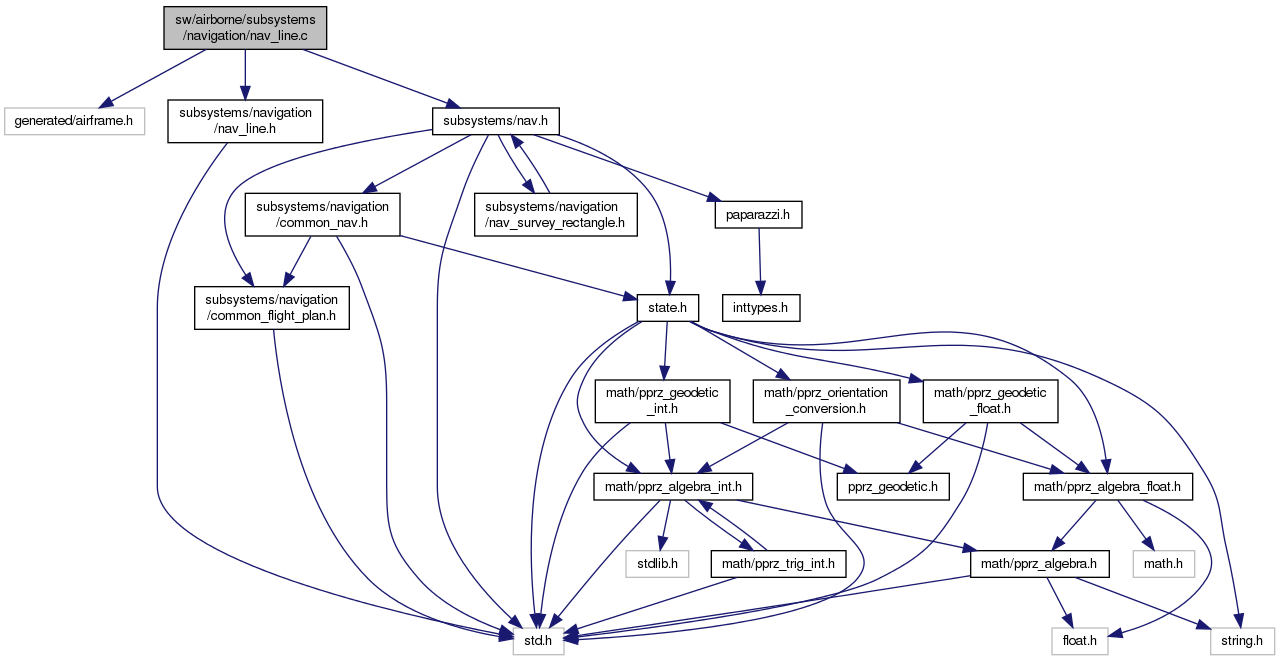 sw/airborne/subsystems
/navigation/nav_line.c
generated/airframe.h
subsystems/navigation
/nav_line.h
subsystems/nav.h
subsystems/navigation
/common_nav.h
subsystems/navigation
/nav_survey_rectangle.h
paparazzi.h
subsystems/navigation
/common_flight_plan.h
state.h
inttypes.h
math/pprz_geodetic
_int.h
math/pprz_orientation
_conversion.h
math/pprz_geodetic
_float.h
math/pprz_algebra_int.h
pprz_geodetic.h
math/pprz_algebra_float.h
stdlib.h
math/pprz_trig_int.h
math/pprz_algebra.h
math.h
std.h
float.h
string.h